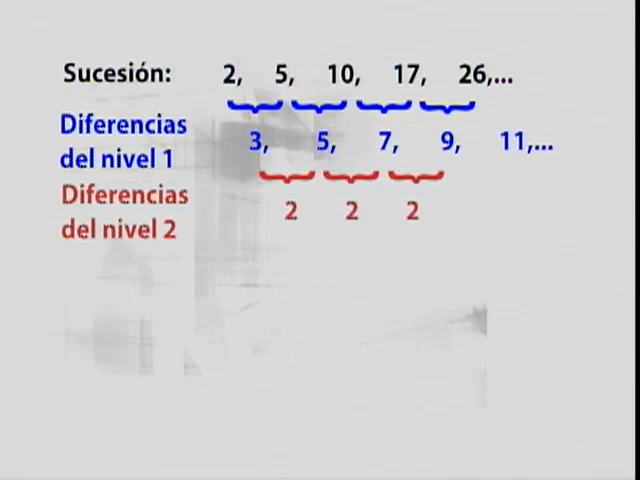 Sucesión: 2, 5, 10, 17, 26,...
Diferencias
del nivel 1 3, 5, 7, 9, 11,...
Diferencias
del nivel 2 2 2 2